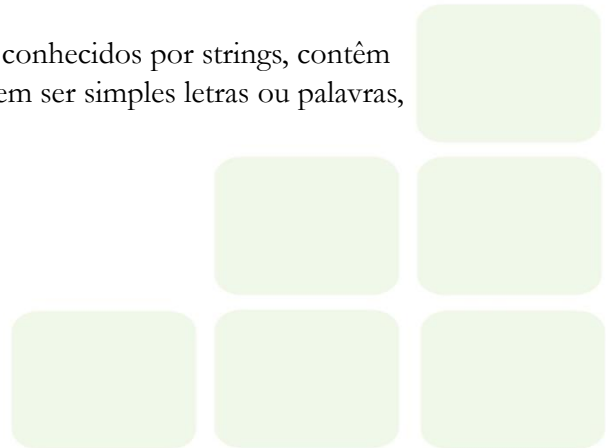 conhecidos por strings, contêm
em ser simples letras ou palavras,